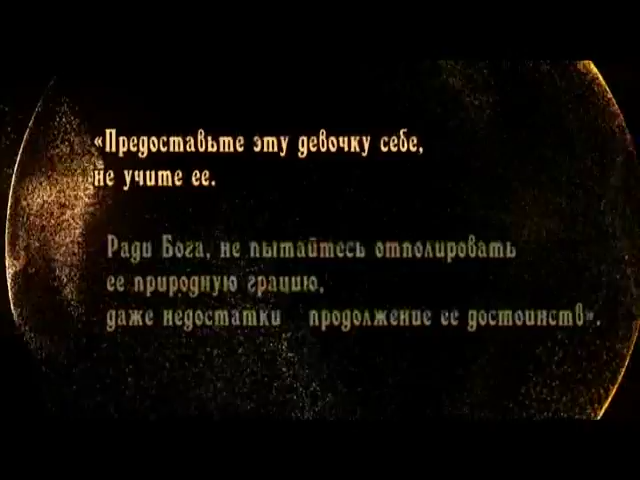 «Предоставьте эту девочку себе,
не учите ее.
Ради Бога, не пытайтесь отполировать
ее природную грацию,
даже недостатки продолжение ее достоинств».